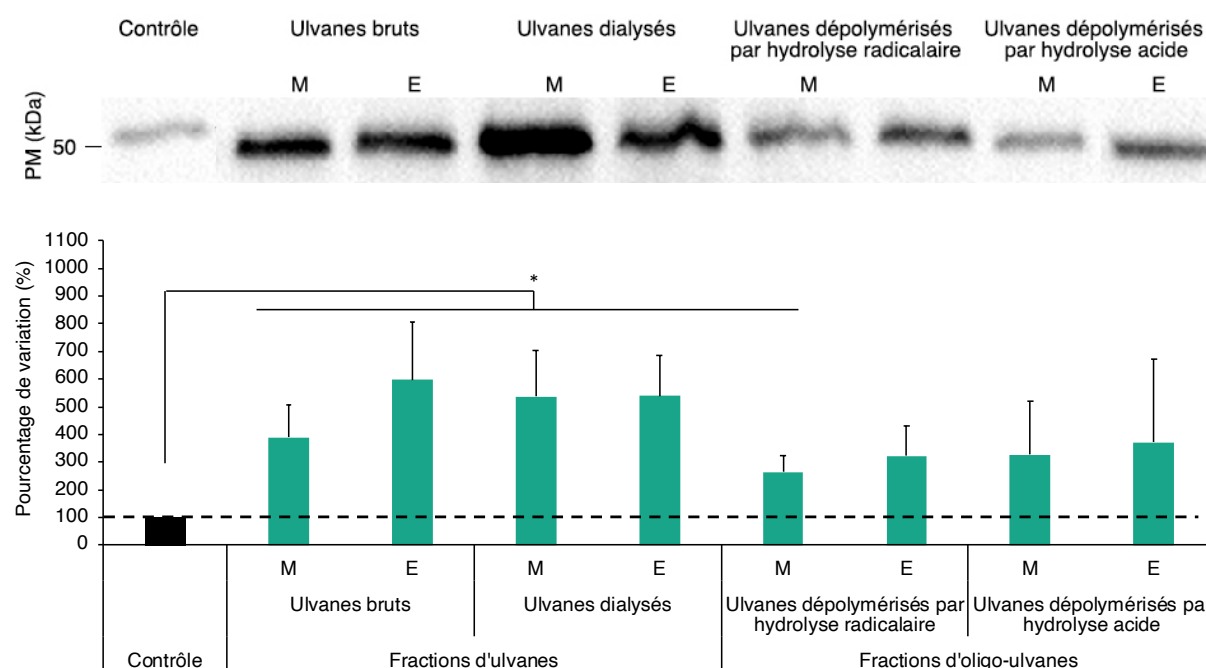 Contrôle
Ulvanes bruts
Ulvanes dialysés
Ulvanes dépolymérisés
par hydrolyse radicalaire
Ulvanes dépolymérisés
par hydrolyse acide
M E M E M M E
PM (kDa)
50
Pourcentage de variation (%)
1100
1000
900
800
700
600
500
400
300
200
100
0
*
M E M E M E M E
Ulvanes bruts
Ulvanes dialysés
Ulvanes dépolymérisés par
hydrolyse radicalaire
Ulvanes dépolymérisés pa
hydrolyse acide
Contrôle
Fractions d'ulvanes
Fractions d'oligo-ulvanes